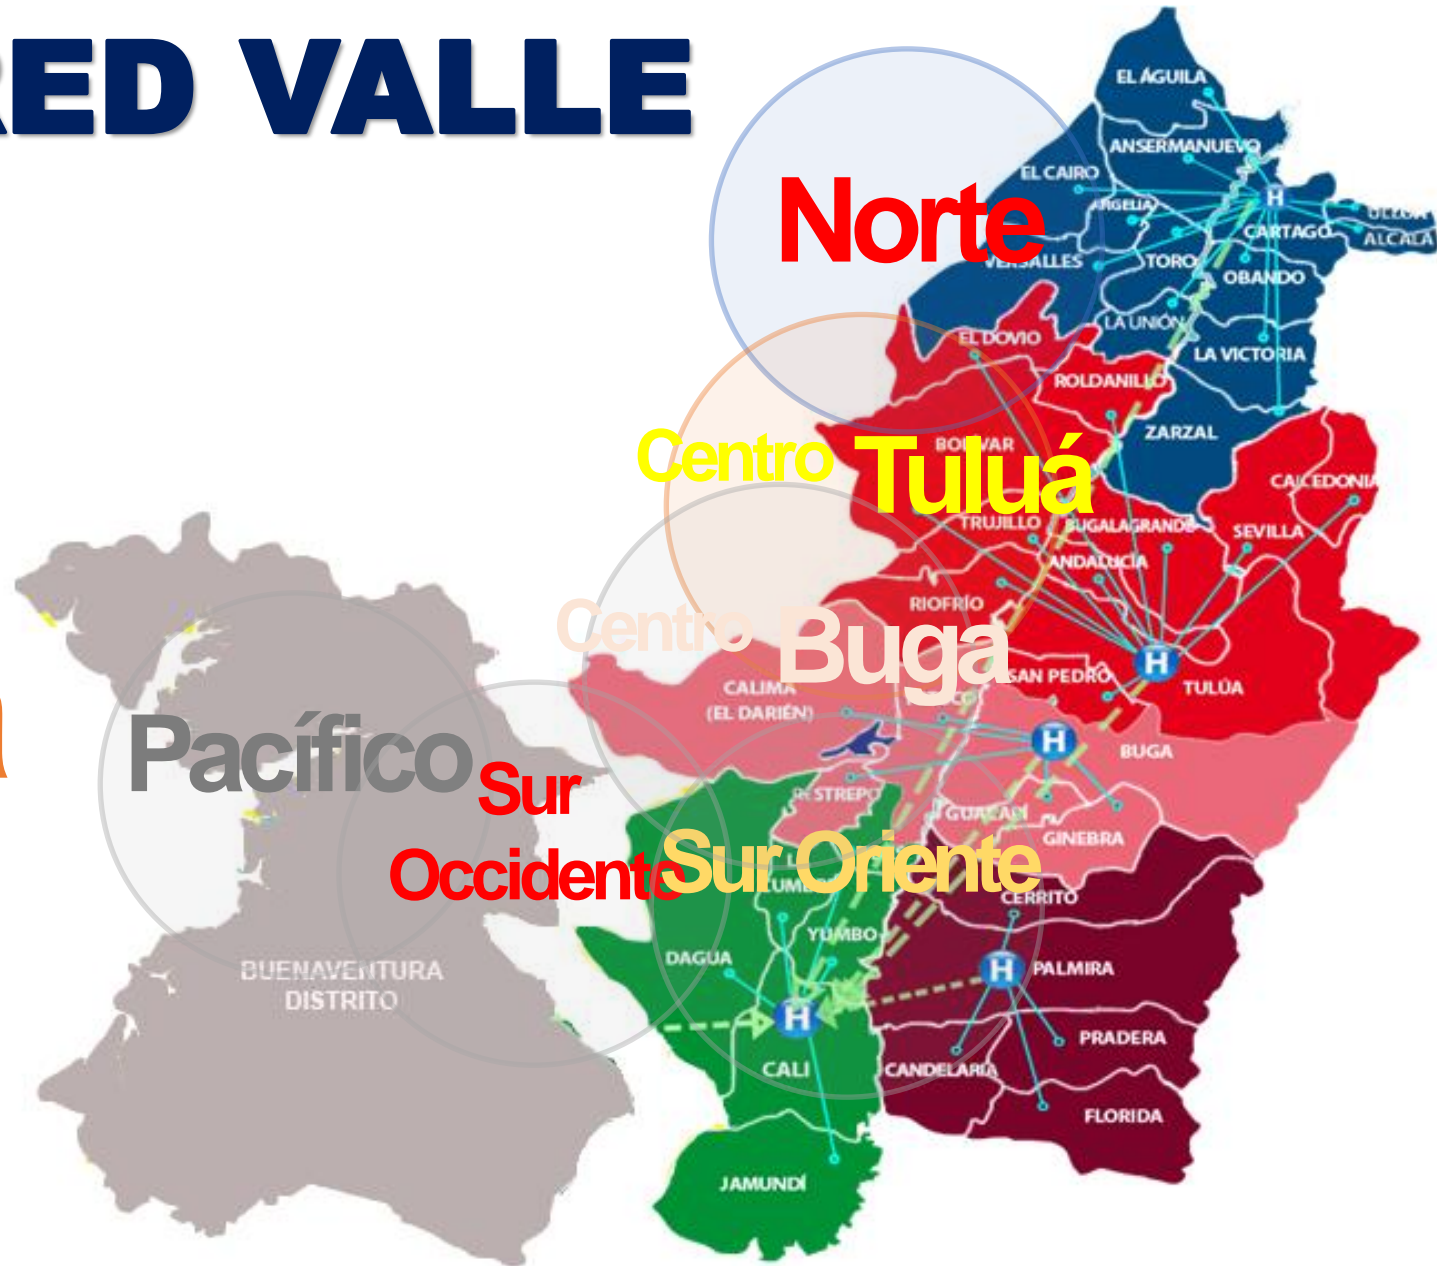 RED VALLE
EL ÁGUILA
ANSERMANUEVO
EL CAIRO
Norte
ARGELIA
H
CARTAGO
ALCALA
VERSALLES
TORO
OBANDO
EL DOVIO
LA UNIÓN
LA VICTORIA
ROLDANILLO
ZARZAL
Centro Tuluá
BOLÍVAR
CAICEDONIA
TRUJILLO
BUGALAGRANDE
SEVILLA
ANDALUCÍA
RIOFRÍO
Centro Buga
H
SAN PEDRO
TULÚA
CALIMA
(EL DARIÉN)
H
BUGA
Pacífico
Sur
Occidente
RESTREPO
GUACARÍ
GINEBRA
Sur Oriente
CERRITO
YUMBO
DAGUA
BUENAVENTURA
DISTRITO
H
PALMIRA
H
PRADERA
CALI
CANDELARIA
FLORIDA
JAMUNDÍ